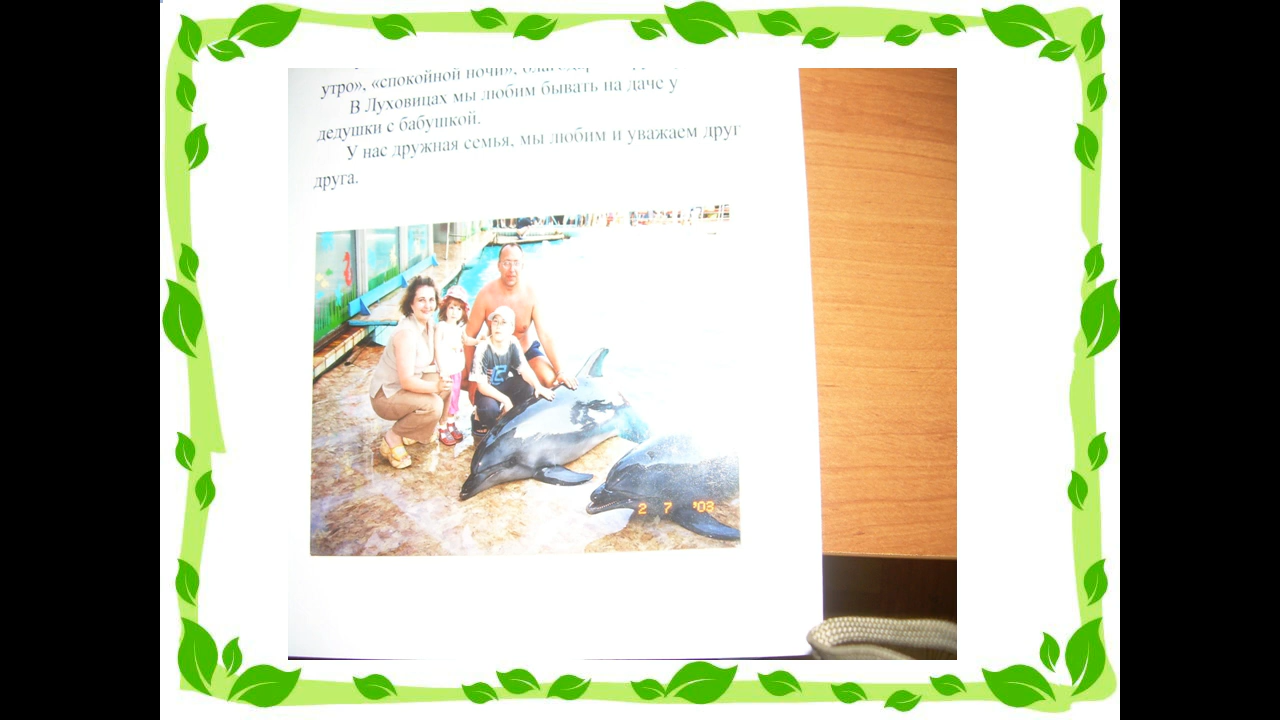 утро», «спокойной ночи»,
В Луховицах мы любим бывать на даче у
дедушки с бабушкой.
У нас дружная семья, мы любим и уважаем друг
друга.
2 7 '03